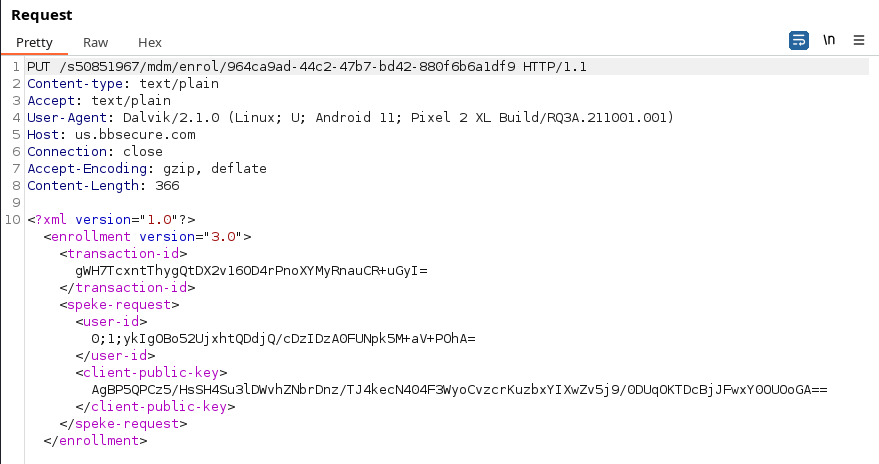 Request
Pretty Raw Hex
\n
1 PUT /s50851967/mdm/enrol/964ca9ad-44c2-47b7-bd42-880f6b6a1df9 HTTP/1.1
2 Content-type: text/plain
3 Accept: text/plain
4 User-Agent: Dalvik/2.1.0 (Linux; U; Android 11; Pixel 2 XL Build/RQ3A.211001.001)
5 Host: us.bbsecure.com
6 Connection: close
7 Accept-Encoding: gzip, deflate
8 Content-Length: 366
9
10 <?xml version="1.0"?>
<enrollment version="3.0">
<transaction-id>
gWH7TcxntThygQtDX2v16OD4rPnoXYMyRnauCR+uGyI=
</transaction-id>
<speke-request>
<user-id>
0;1;ykIgOBo52UjxhtQDdjQ/cDzIDzA0FUNpk5M+aV+POhA=
</user-id>
<client-public-key>
AgBP5QPCz5/HsSH4Su3lDWvhZNbrDnz/TJ4kecN404F3WyoCvzcrKuzbxYIXwZv5j9/0DUqOKTDcBjJFwxY0OUOoGA==
</client-public-key>
</speke-request>
</enrollment>